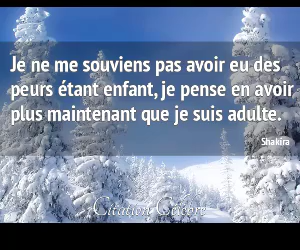 Je ne me souviens pas avoir eu des
peurs étant enfant, je pense en avoir
plus maintenant que je suis adulte.
Shakira
Citation Célèbre